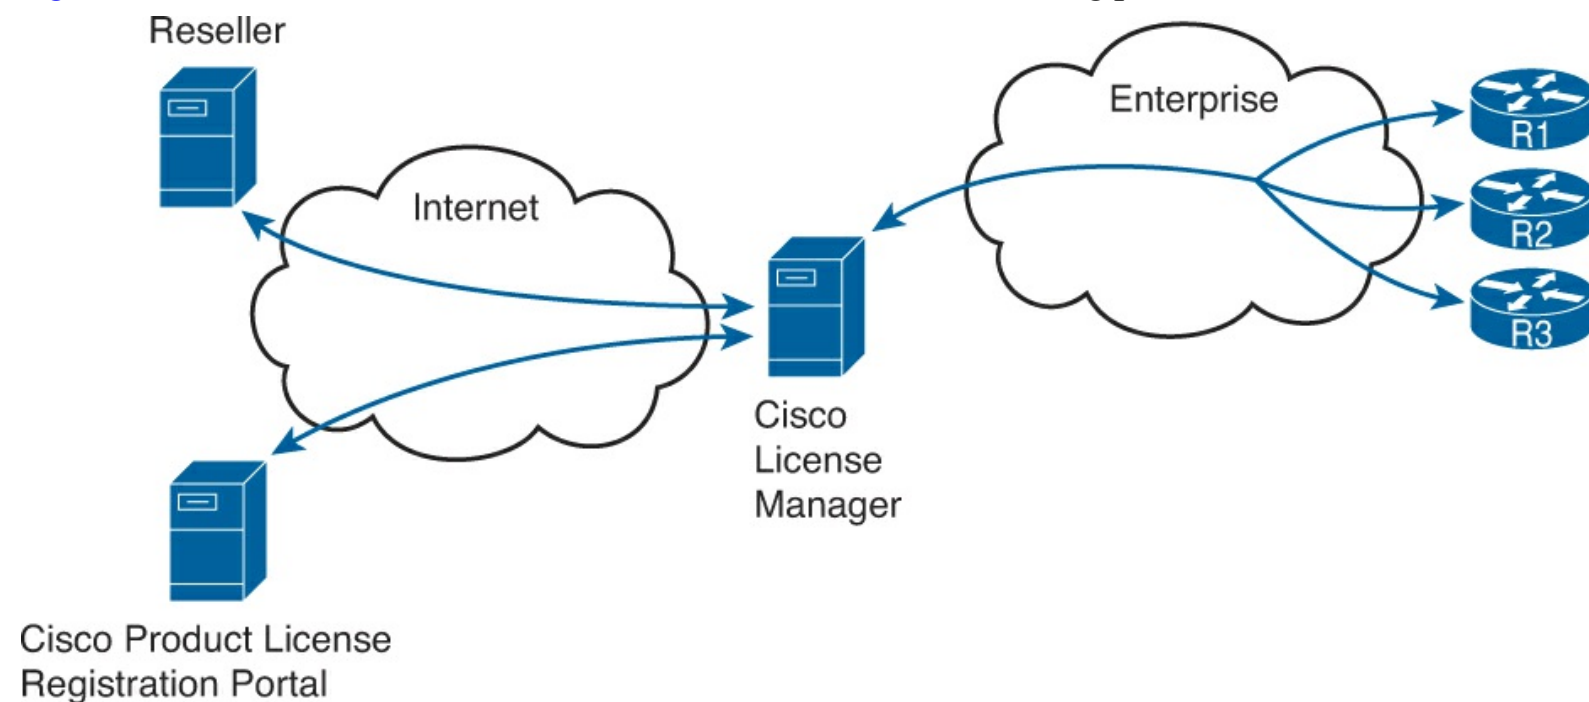 Reseller
Enterprise
R1
Internet
R2
R3
Cisco
License
Manager
Cisco Product License
Registration Portal